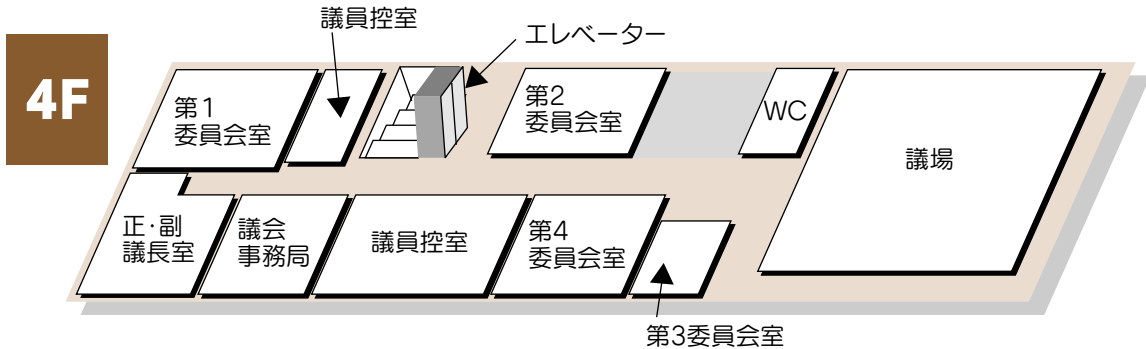 4F
議員控室
エレベーター
第1
委員会室
第2
委員会室
WC
議場
正・副
議長室
議会
事務局
議員控室
第4
委員会室
第3委員会室